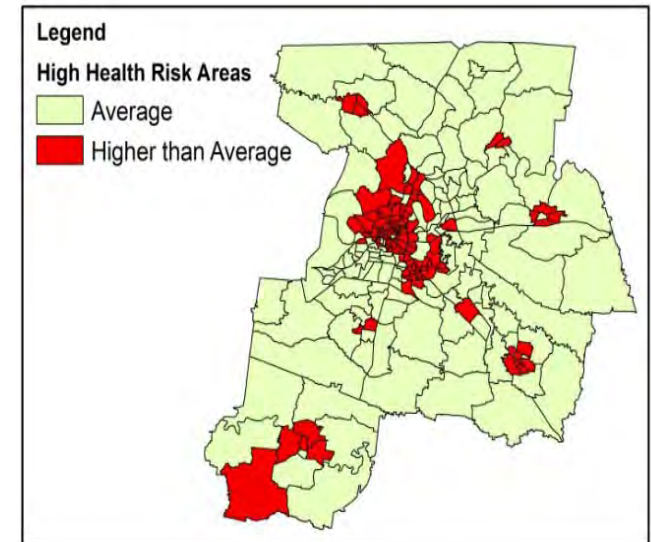 Legend
High Health Risk Areas
Average
Higher than Average